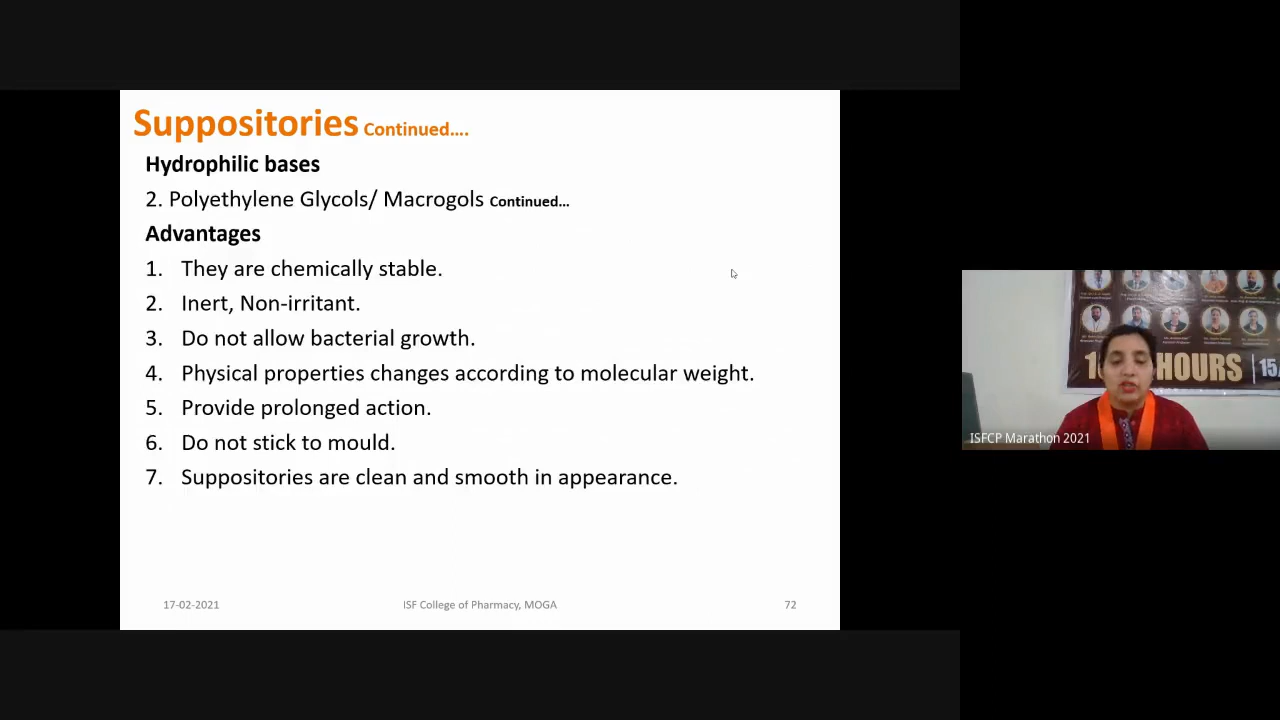 Suppositories Continued....
Hydrophilic bases
2. Polyethylene Glycols/ Macrogols Continued...
Advantages
1. They are chemically stable.
2. Inert, Non-irritant.
3. Do not allow bacterial growth.
4. Physical properties changes according to molecular weight.
5. Provide prolonged action.
6. Do not stick to mould.
7. Suppositories are clean and smooth in appearance.
17-02-2021 ISF College of Pharmacy, MOGA 72
HOURS 15/
ISFCP Marathon 2021